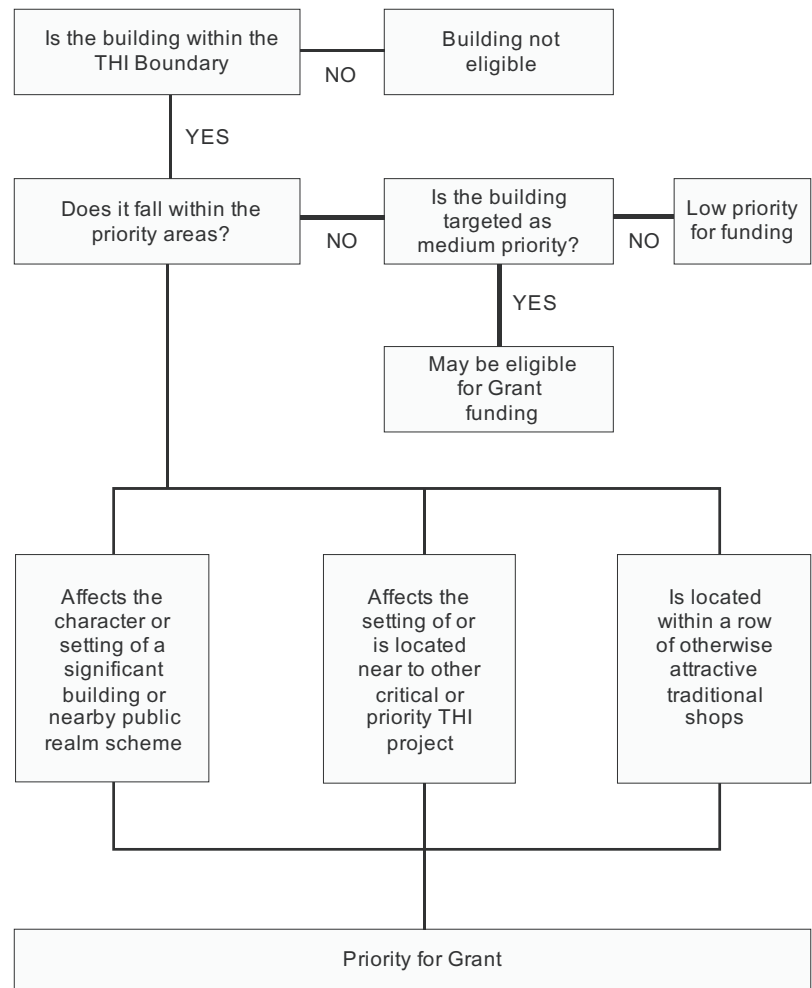 Is the building within the
THI Boundary
NO
Building not
eligible
YES
Does it fall within the
priority areas?
NO
Is the building
targeted as
medium priority?
NO
Low priority
for funding
YES
May be eligible
for Grant
funding
Affects the
character or
setting of a
significant
building or
nearby public
realm scheme
Affects the
setting of or
is located
near to other
critical or
priority THI
project
Is located
within a row
of otherwise
attractive
traditional
shops
Priority for Grant